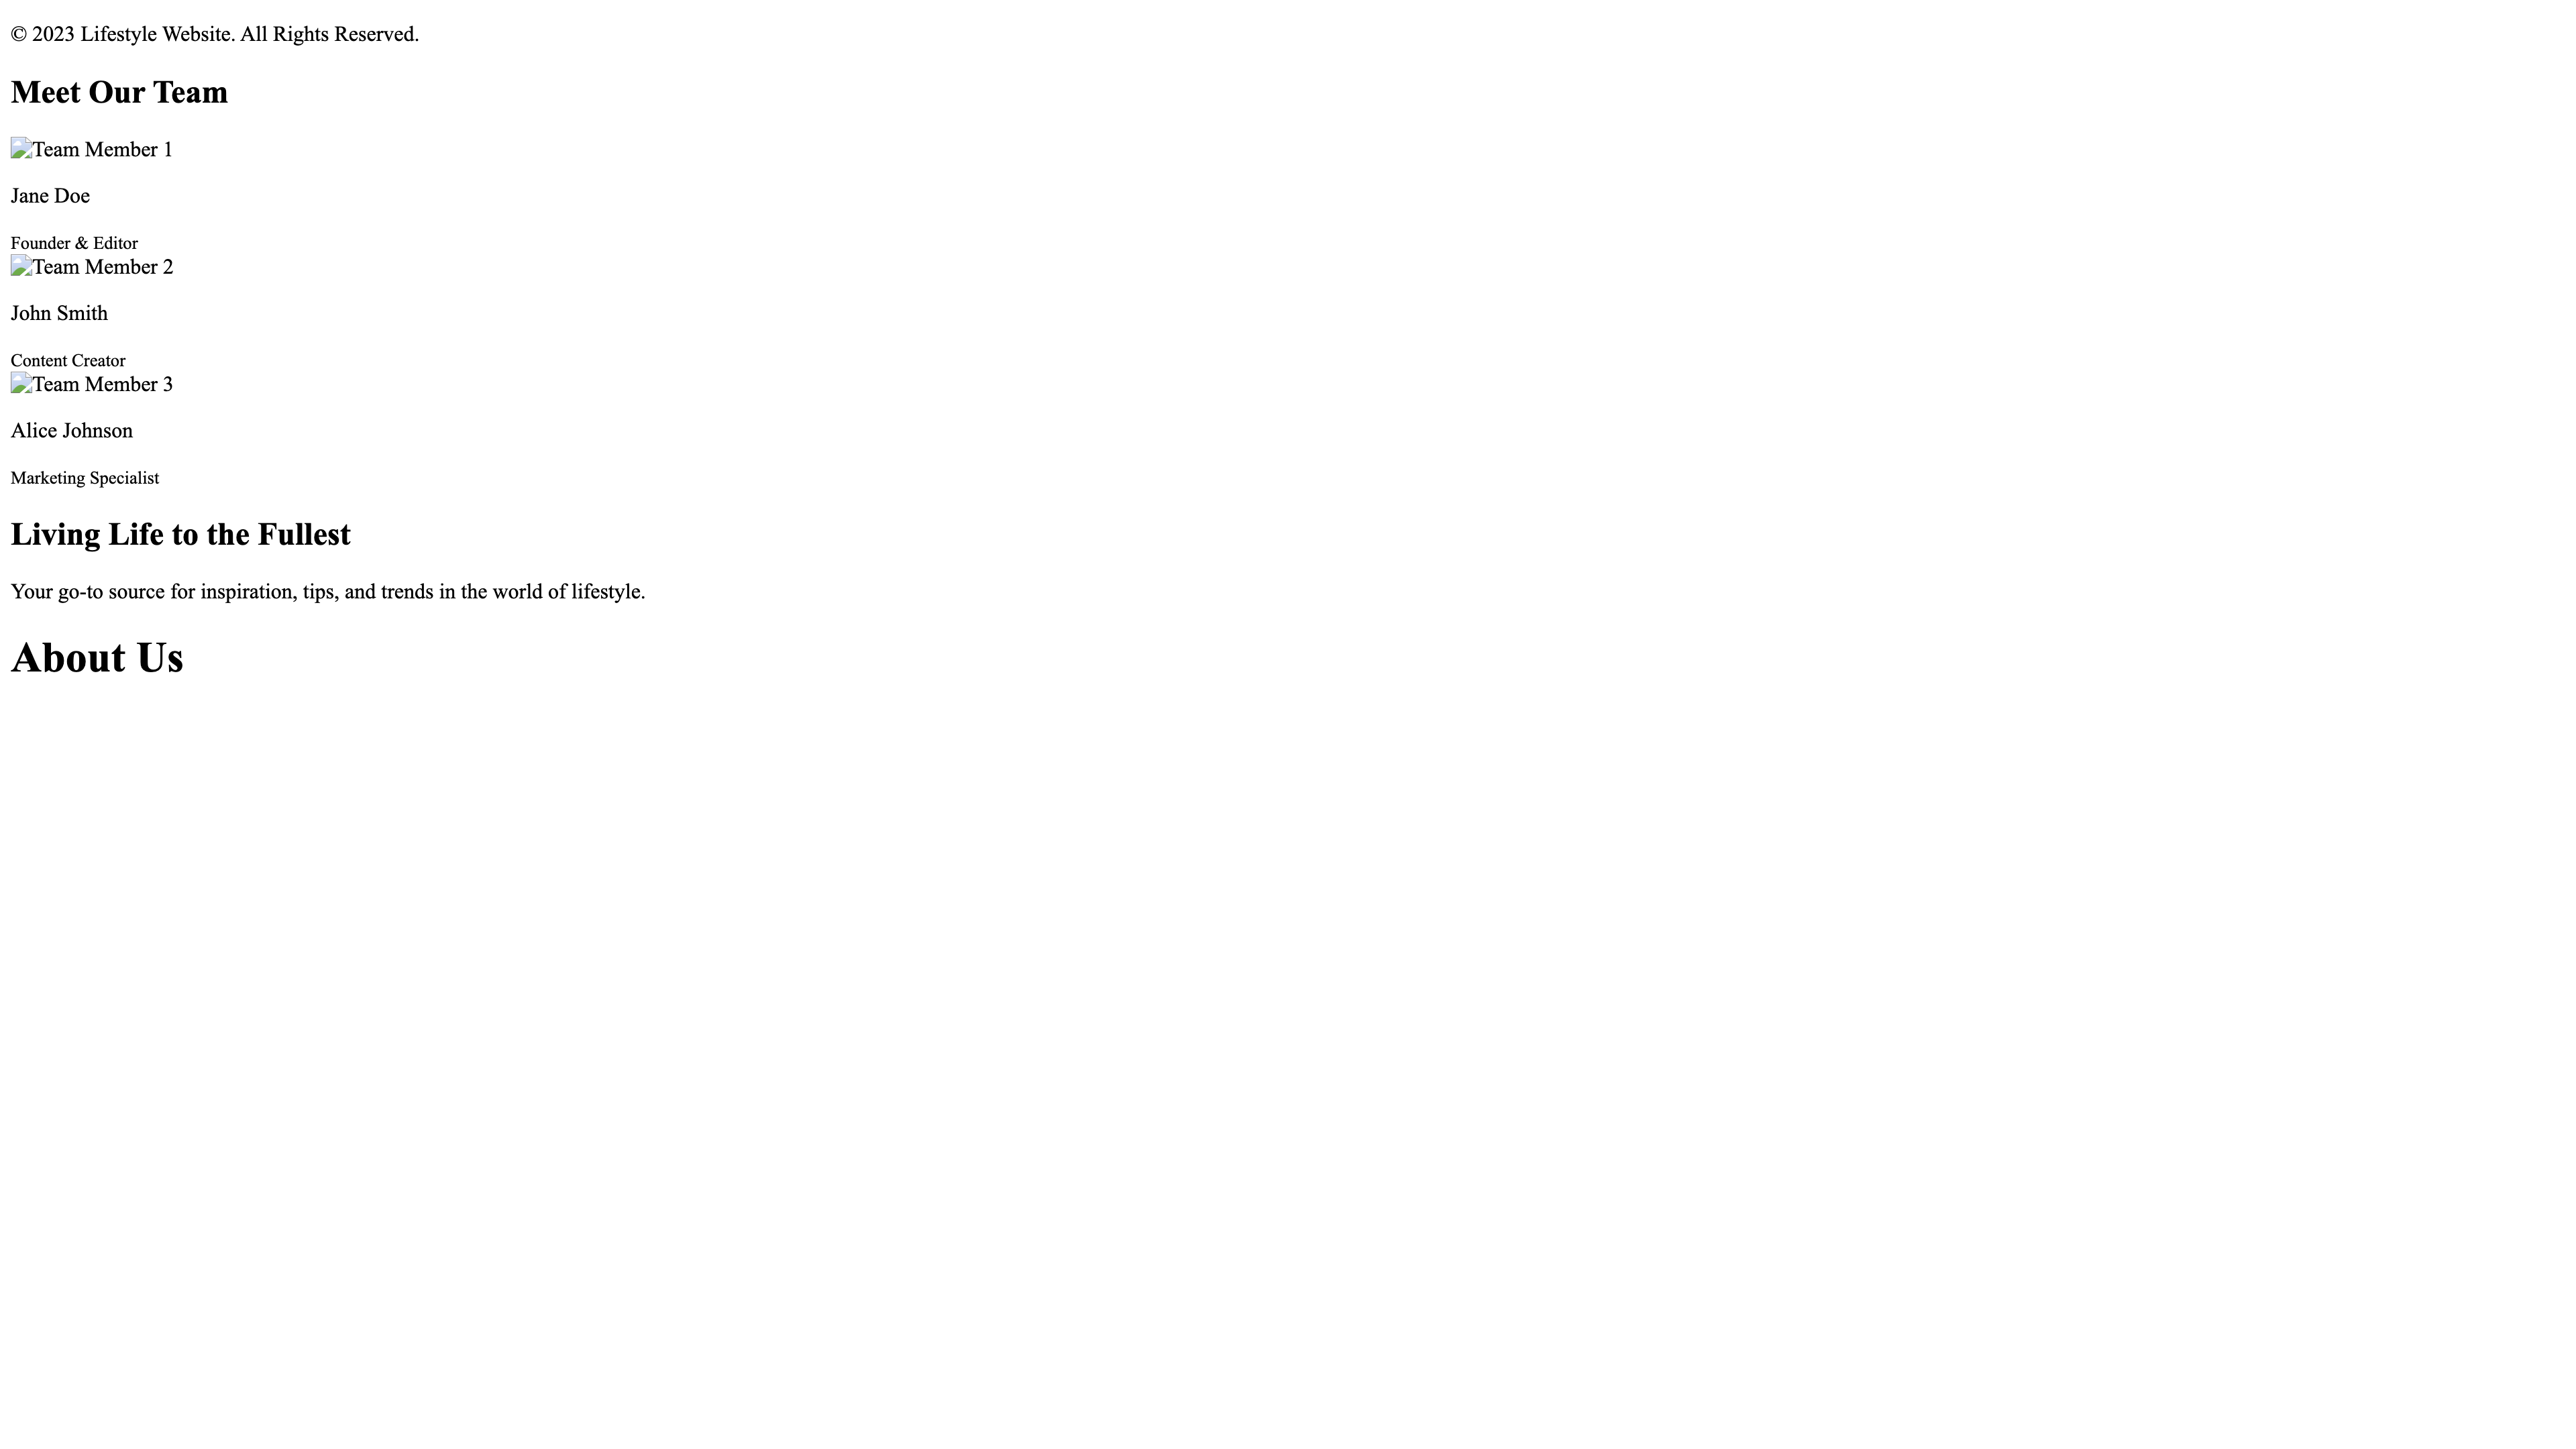 © 2023 Lifestyle Website. All Rights Reserved.
Meet Our Team
Team Member 1
Jane Doe
Founder & Editor
Team Member 2
John Smith
Content Creator
Team Member 3
Alice Johnson
Marketing Specialist
Living Life to the Fullest
Your go-to source for inspiration, tips, and trends in the world of lifestyle.
About Us